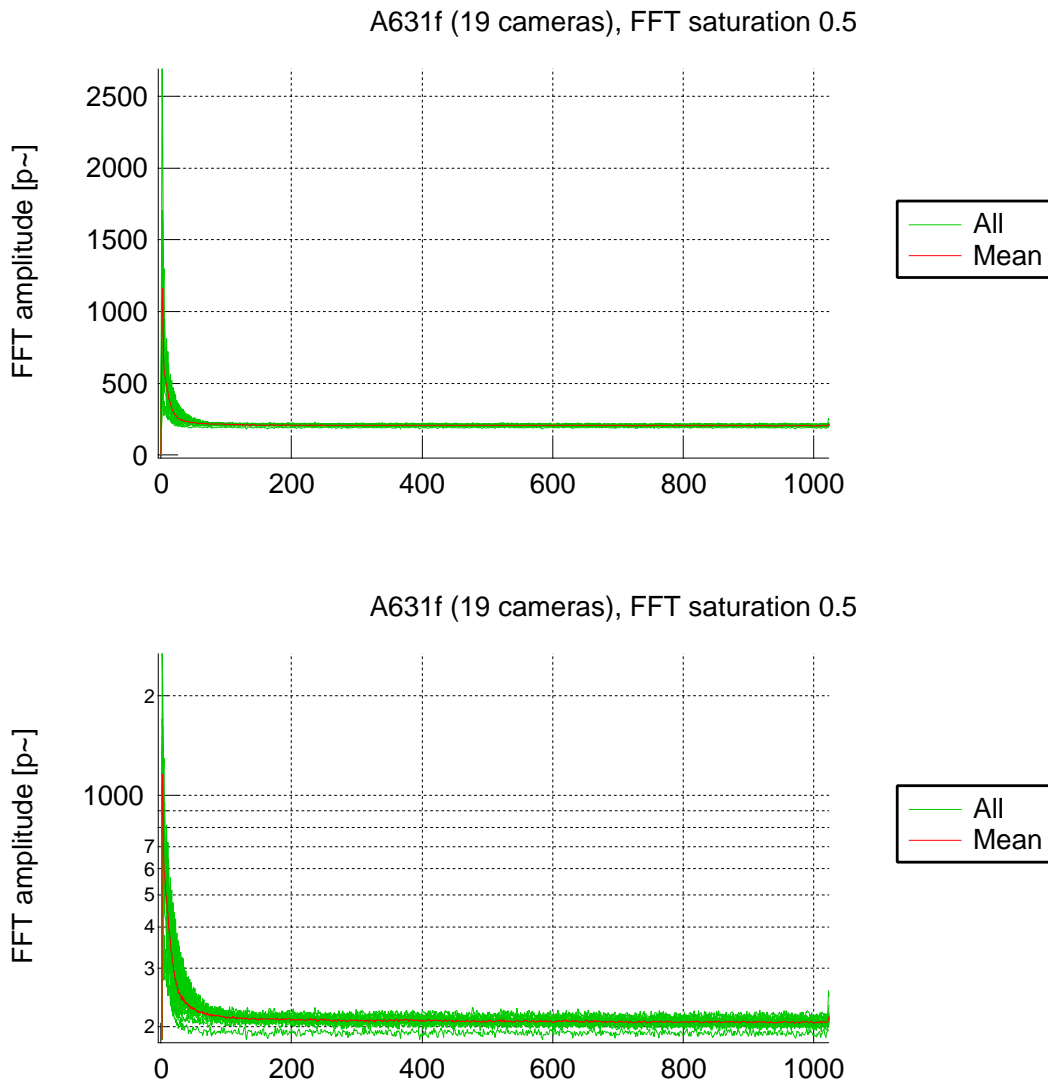 A631f (19 cameras), FFT saturation 0.5
FFT amplitude [p~]
2500
2000
1500
1000
500
0
0 200 400 600 800 1000
All
Mean
A631f (19 cameras), FFT saturation 0.5
FFT amplitude [p~]
2
1000
7
6
5
4
3
2
0 200 400 600 800 1000
All
Mean